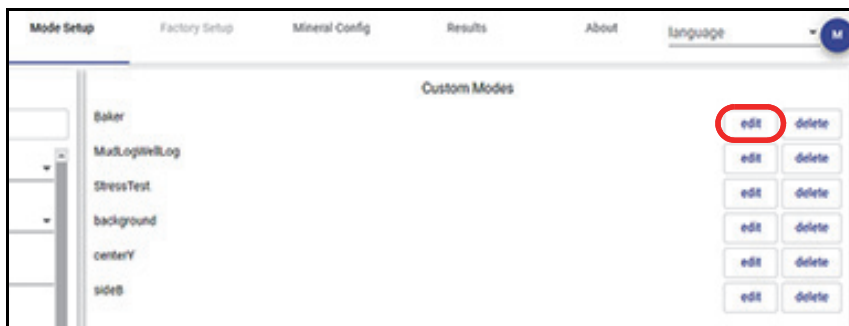 Mode Setup Factory Setup Mineral Config Results About language M
Custom Modes
Baker edit delete
MudLogWellLog edit delete
StressTest edit delete
background edit delete
centerY edit delete
sideB edit delete